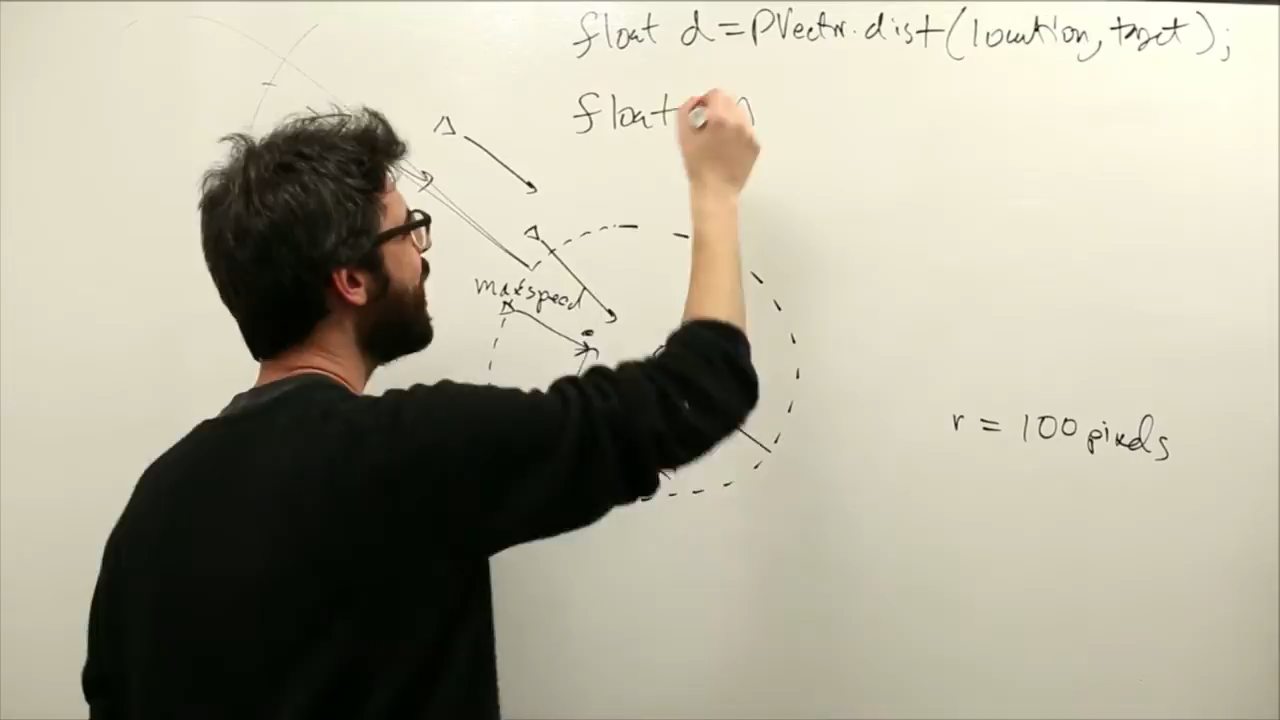 float d = PVector.dist(location, target);
float
maxspeed
r = 100 pixels